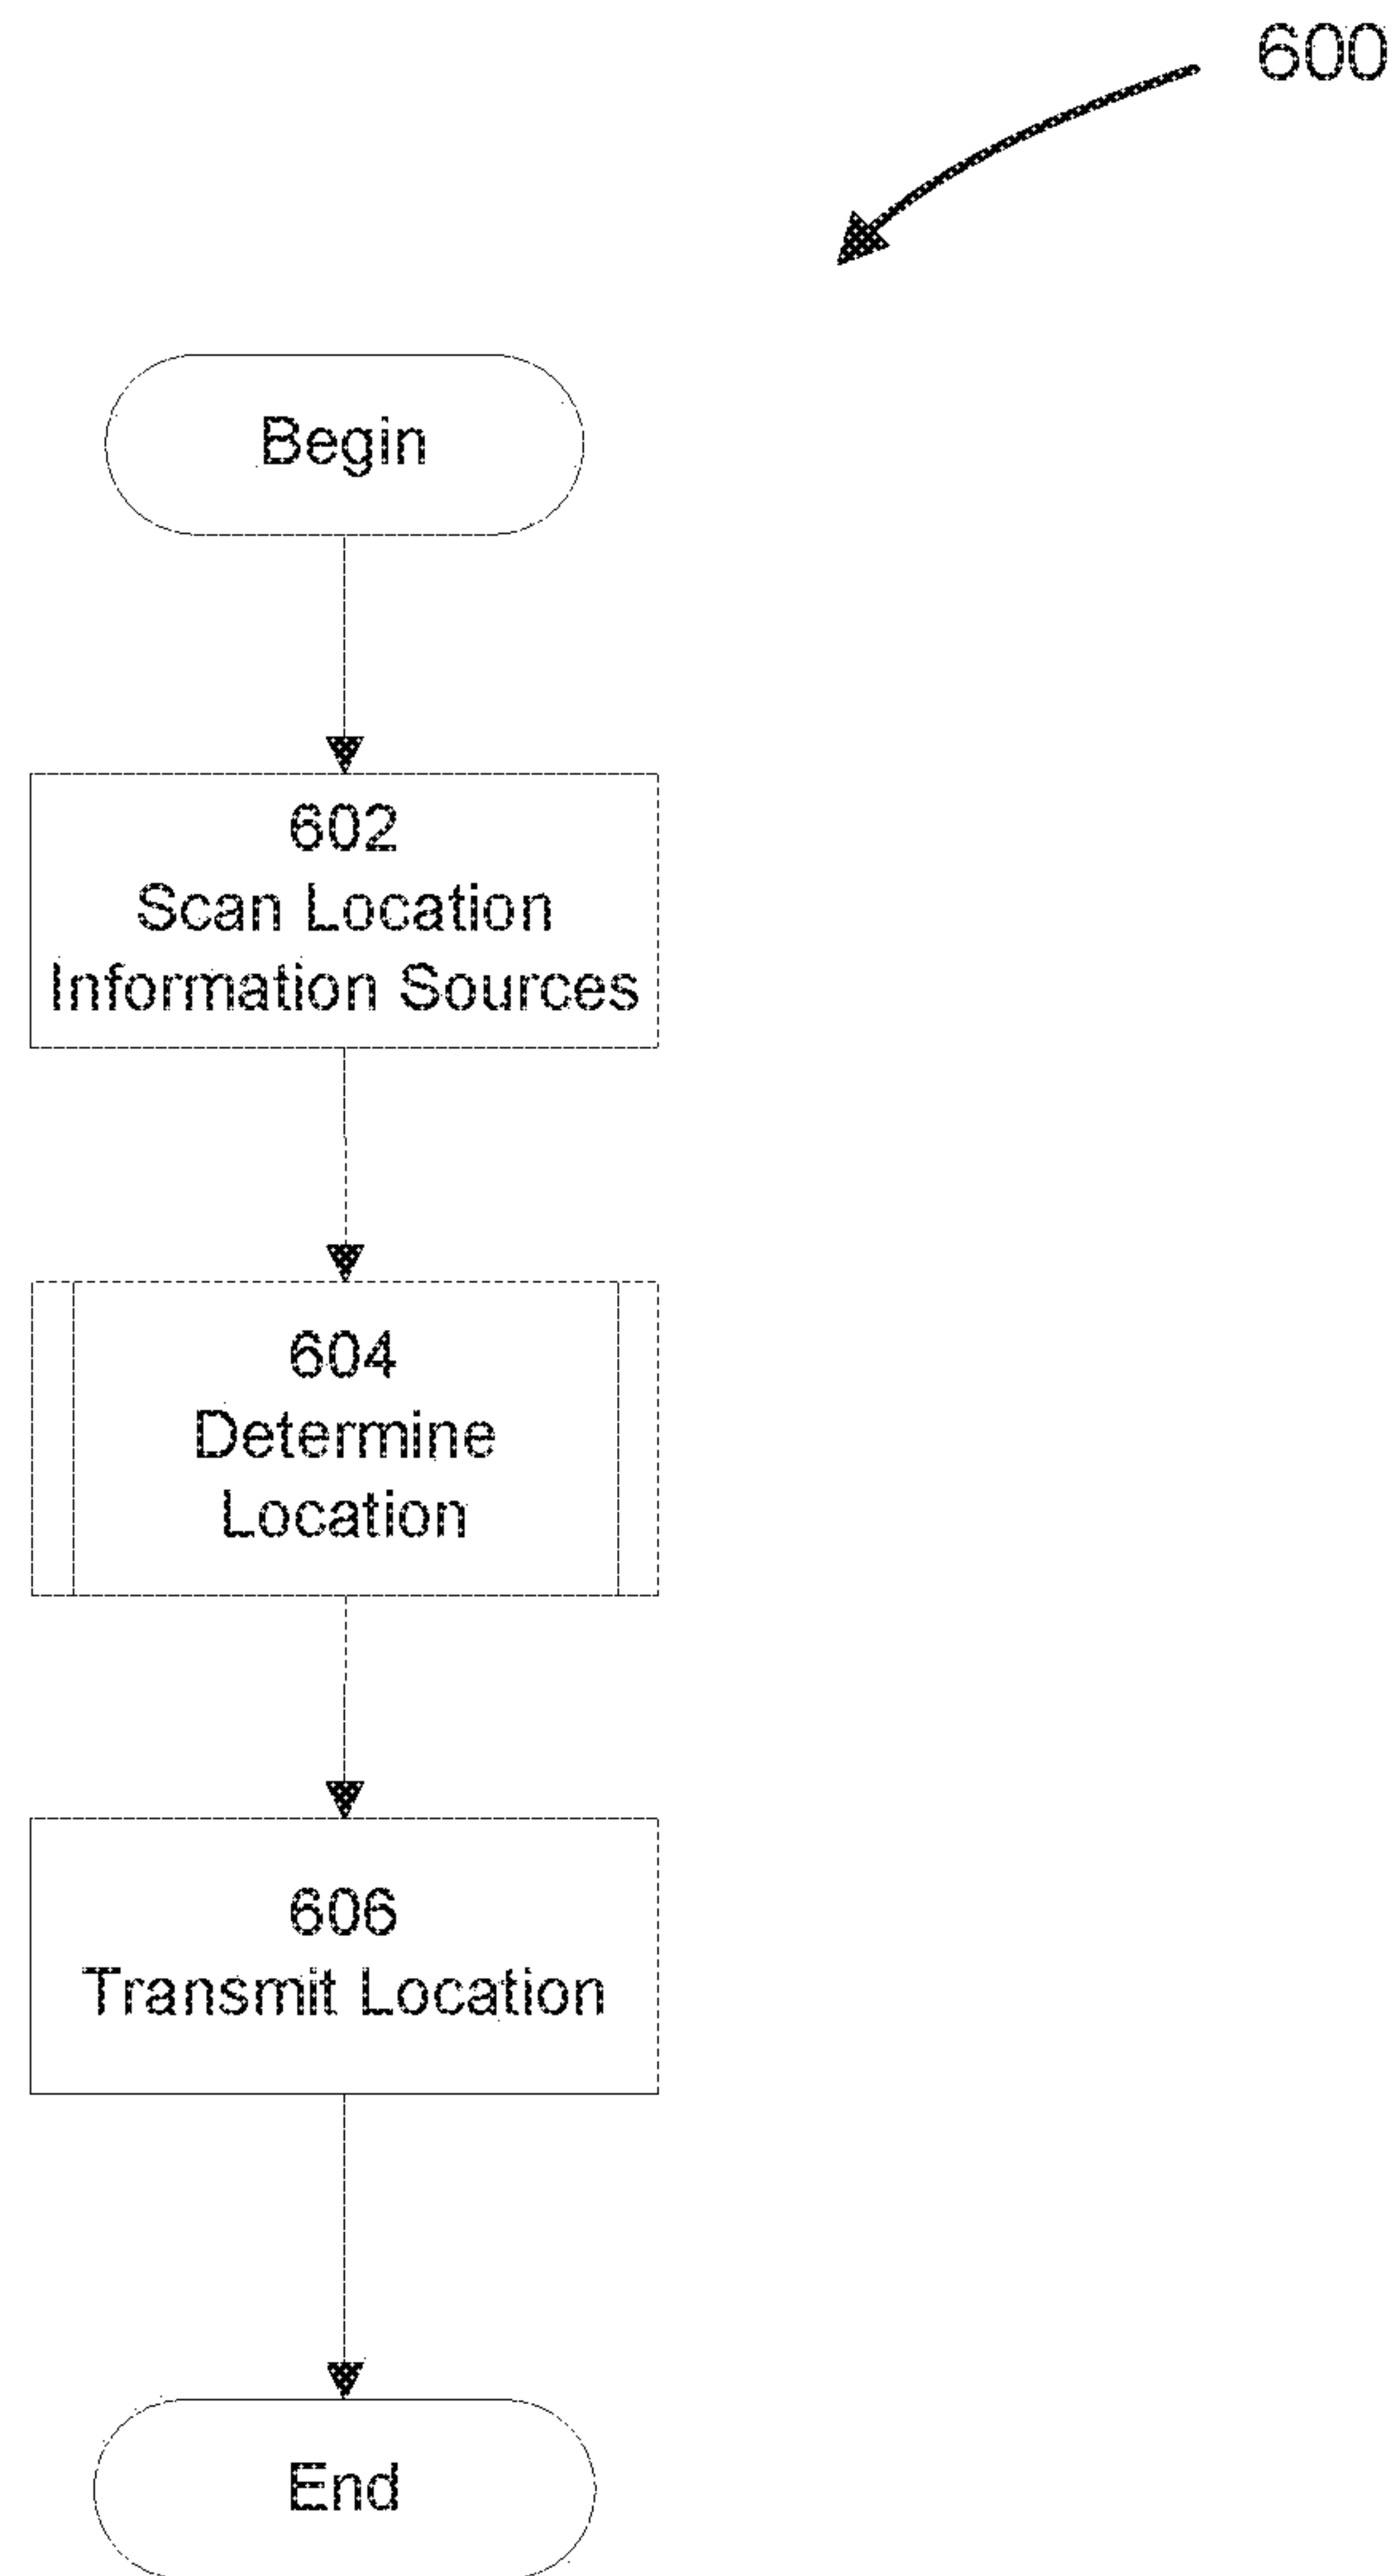 600
Begin
602
Scan Location
Information Sources
604
Determine
Location
606
Transmit Location
End